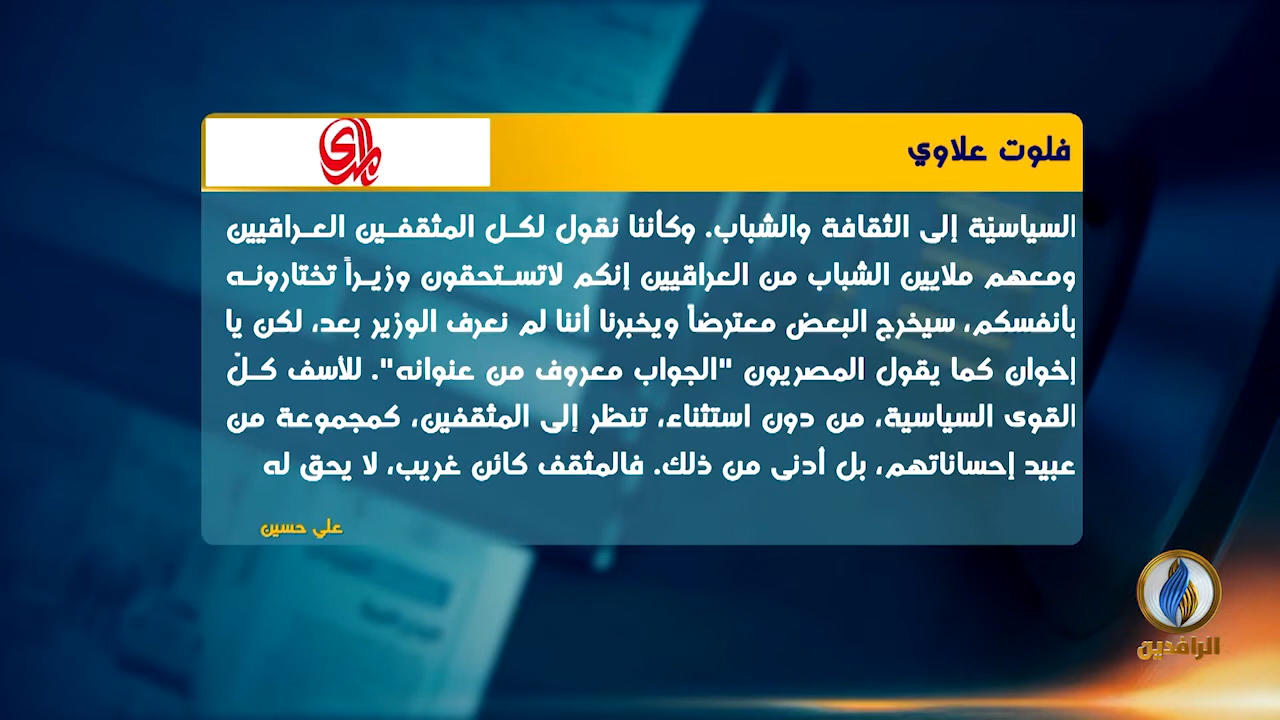 المدى
فلوت علاوي
السياسيّة إلى الثقافة والشباب. وكأننا نقول لكل المثقفين العراقيين
ومعهم ملايين الشباب من العراقيين إنكم لاتستحقون وزيراً تختارونه
بأنفسكم، سيخرج البعض معترضاً ويخبرنا أننا لم نعرف الوزير بعد، لكن يا
إخوان كما يقول المصريون "الجواب معروف من عنوانه". للأسف كلّ
القوى السياسية، من دون استثناء، تنظر إلى المثقفين، كمجموعة من
عبيد إحساناتهم، بل أدنى من ذلك. فالمثقف كائن غريب، لا يحق له
علي حسين
الرافدين